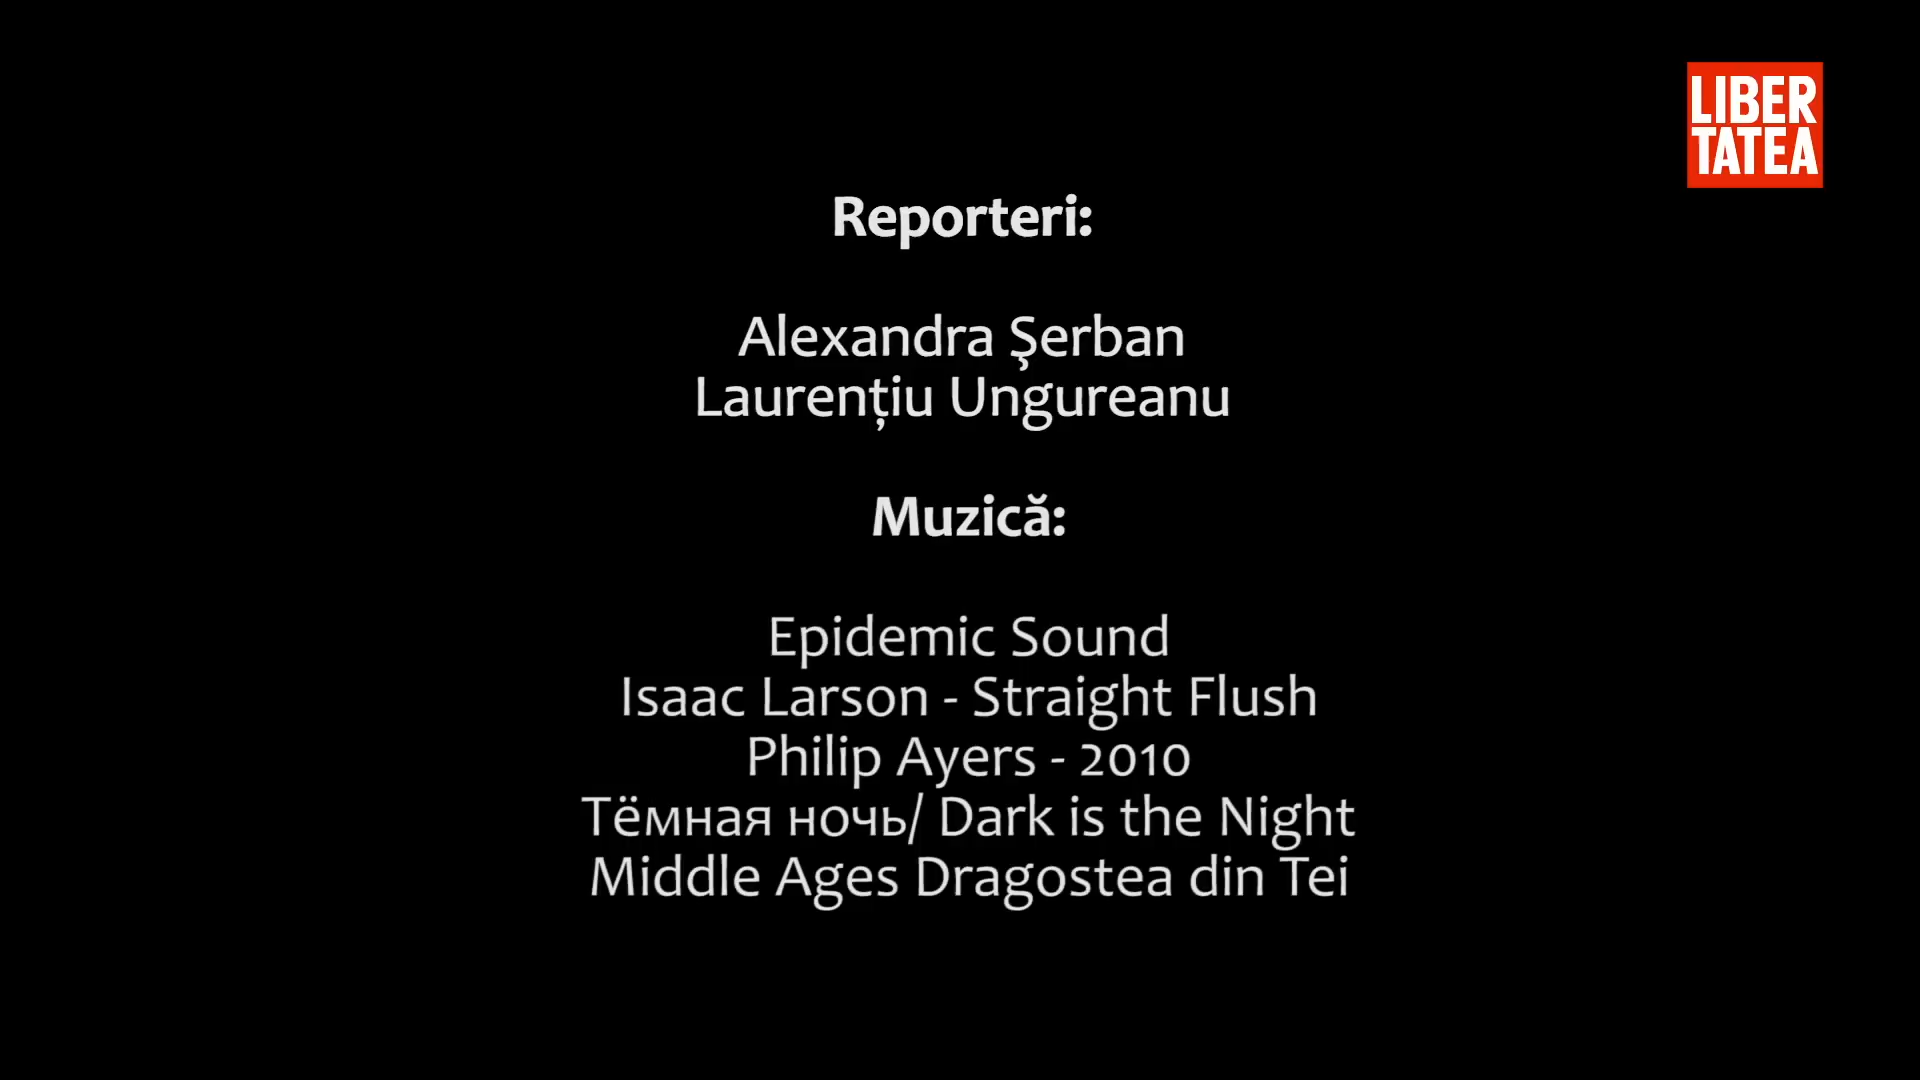 LIBER
TATEA
Reporteri:
Alexandra Şerban
Laurențiu Ungureanu
Muzică:
Epidemic Sound
Isaac Larson - Straight Flush
Philip Ayers - 2010
Тёмная ночь/ Dark is the Night
Middle Ages Dragostea din Tei